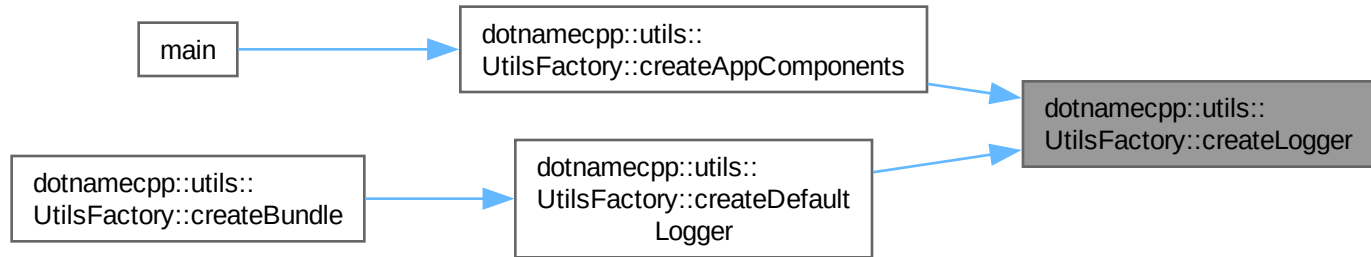 main
dotnamecpp::utils::
UtilsFactory::createAppComponents
dotnamecpp::utils::
UtilsFactory::createLogger
dotnamecpp::utils::
UtilsFactory::createBundle
dotnamecpp::utils::
UtilsFactory::createDefault
Logger